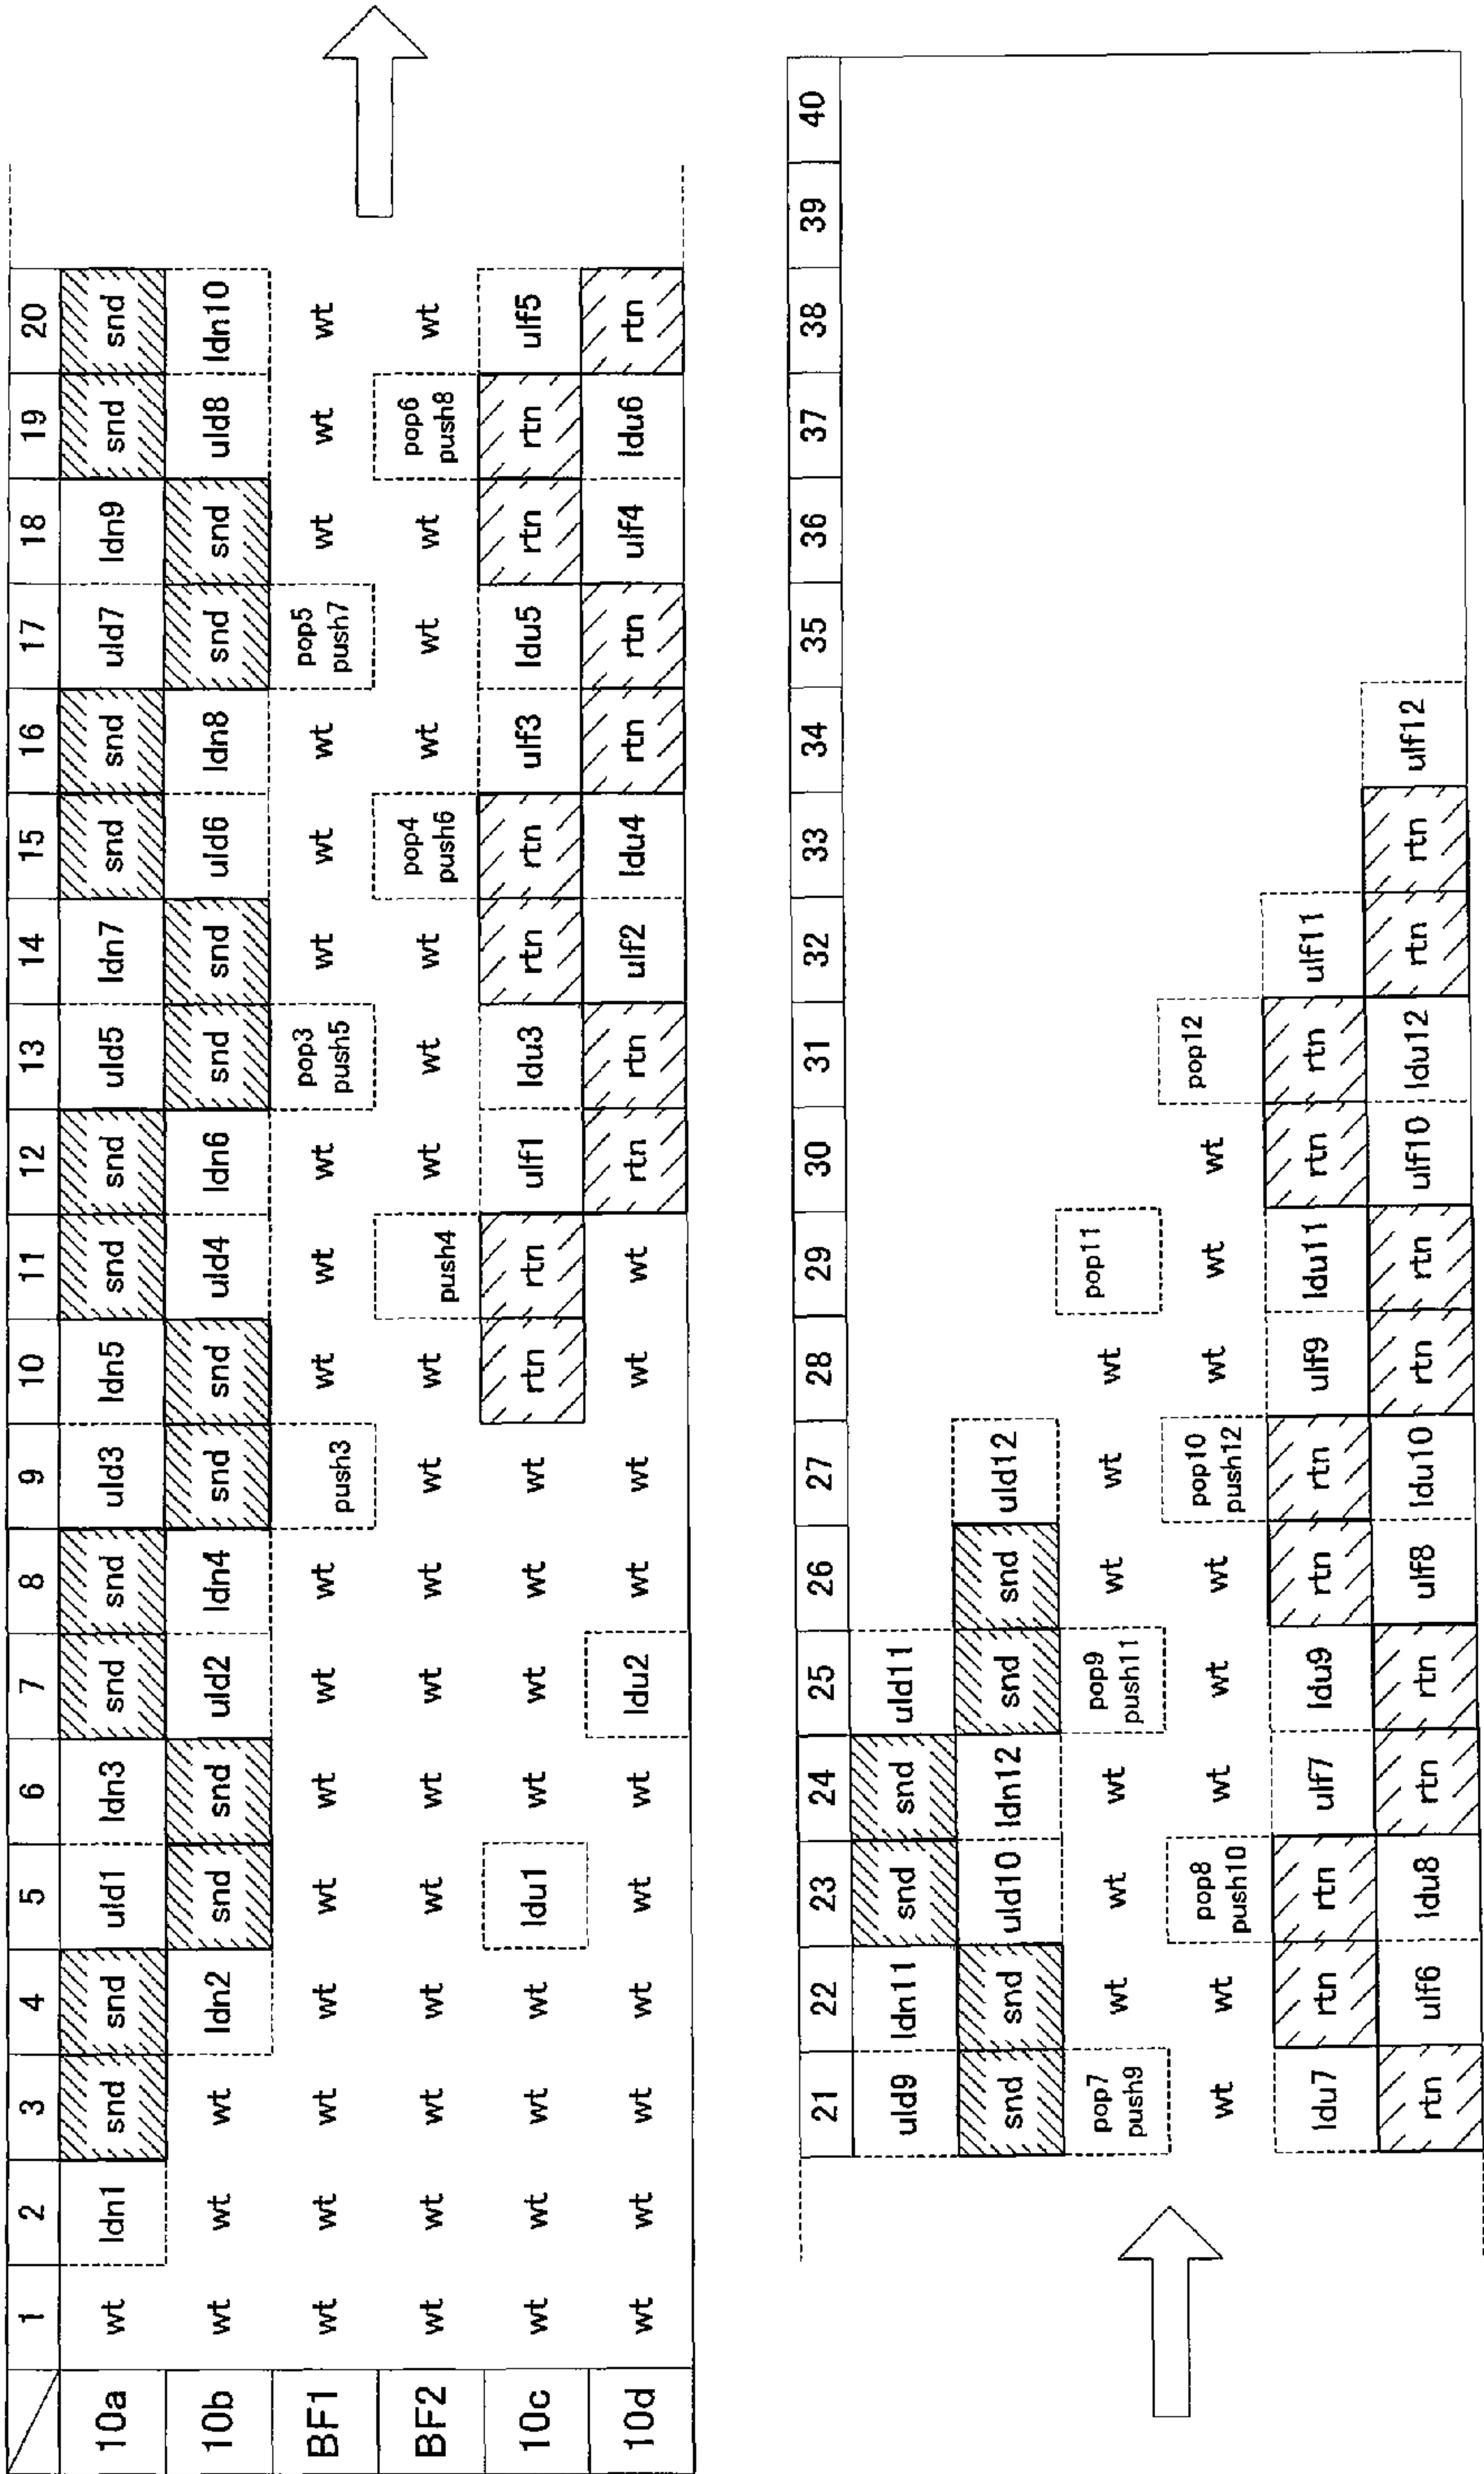 1 2 3 4 5 6 7 8 9 10 11 12 13 14 15 16 17 18 19 20
10a wt ldn1 snd snd uld1 ldn3 snd snd uld3 ldn5 snd snd uld5 ldn7 snd snd uld7 ldn9 snd snd
10b wt wt wt ldn2 snd snd uld2 ldn4 snd snd uld4 ldn6 snd snd uld6 ldn8 snd snd uld8 ldn10
BF1 wt wt wt wt wt wt wt wt push3 wt wt wt pop3 push5 wt wt wt pop5 push7 wt wt wt
BF2 wt wt wt wt wt wt wt wt wt wt push4 wt wt wt pop4 push6 wt wt wt pop6 push8 wt
10c wt wt wt wt ldu1 wt wt wt wt rtn rtn ulf1 ldu3 rtn rtn ulf3 ldu5 rtn rtn ulf5
10d wt wt wt wt wt wt ldu2 wt wt wt wt rtn rtn ulf2 ldu4 rtn rtn ulf4 ldu6 rtn
21 22 23 24 25 26 27 28 29 30 31 32 33 34 35 36 37 38 39 40
uld9 ldn11 snd snd uld11
snd snd uld10 ldn12 snd snd uld12
pop7 push9 wt wt wt pop9 push11 wt wt wt pop11
wt wt pop8 push10 wt wt wt pop10 push12 wt wt wt pop12
ldu7 rtn rtn ulf7 ldu9 rtn rtn ulf9 ldu11 rtn rtn ulf11
rtn ulf6 ldu8 rtn rtn ulf8 ldu10 rtn rtn ulf10 ldu12 rtn rtn ulf12